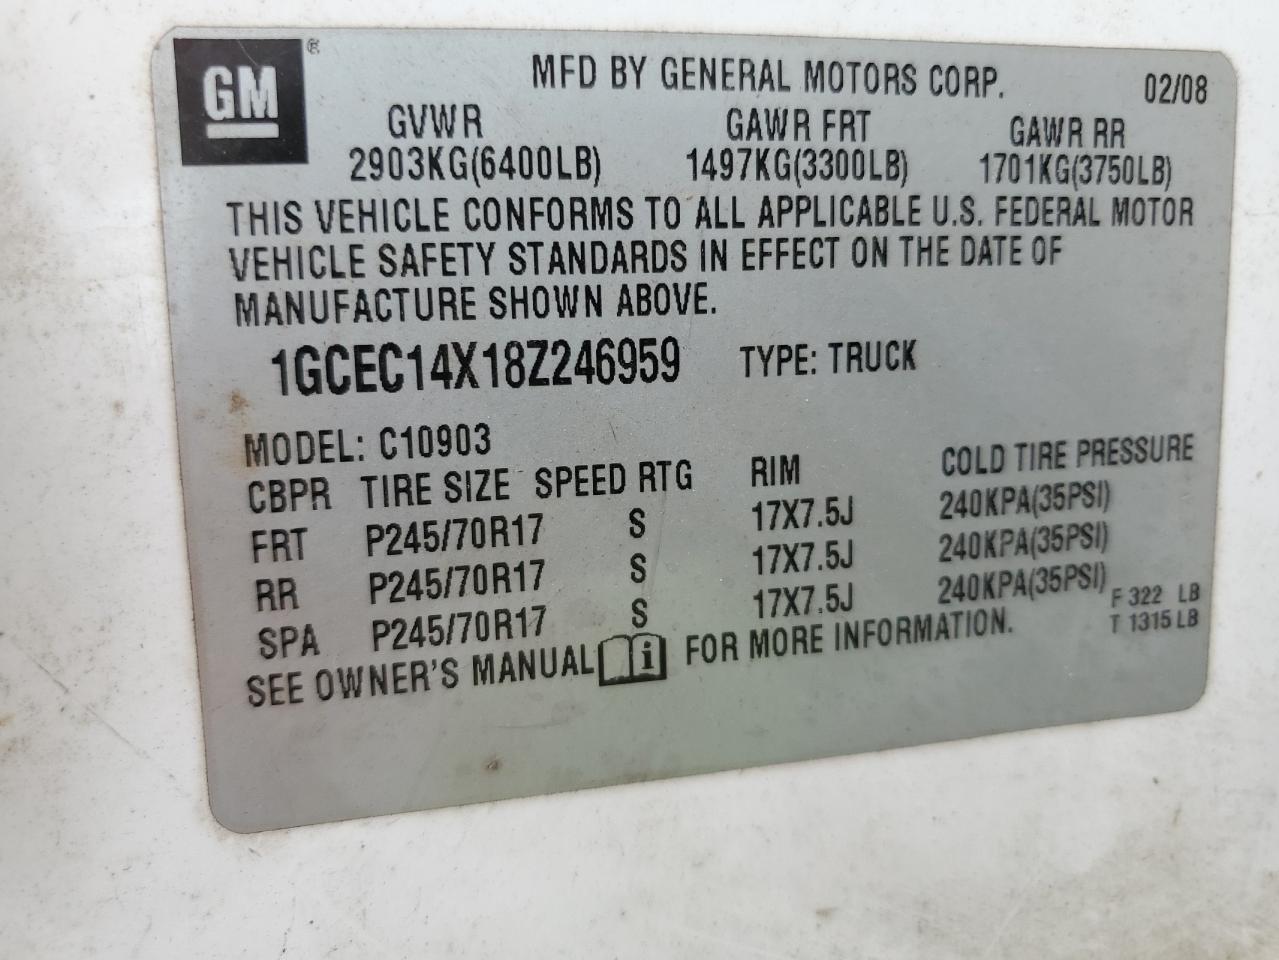 GM ®
MFD BY GENERAL MOTORS CORP. 02/08
GVWR GAWR FRT GAWR RR
2903KG(6400LB) 1497KG(3300LB) 1701KG(3750LB)
THIS VEHICLE CONFORMS TO ALL APPLICABLE U.S. FEDERAL MOTOR
VEHICLE SAFETY STANDARDS IN EFFECT ON THE DATE OF
MANUFACTURE SHOWN ABOVE.
1GCEC14X18Z246959 TYPE: TRUCK
MODEL: C10903
CBPR TIRE SIZE SPEED RTG RIM COLD TIRE PRESSURE
FRT P245/70R17 S 17X7.5J 240KPA(35PSI)
RR P245/70R17 S 17X7.5J 240KPA(35PSI)
SPA P245/70R17 S 17X7.5J 240KPA(35PSI) F 322 LB
T 1315 LB
SEE OWNER'S MANUAL i FOR MORE INFORMATION.